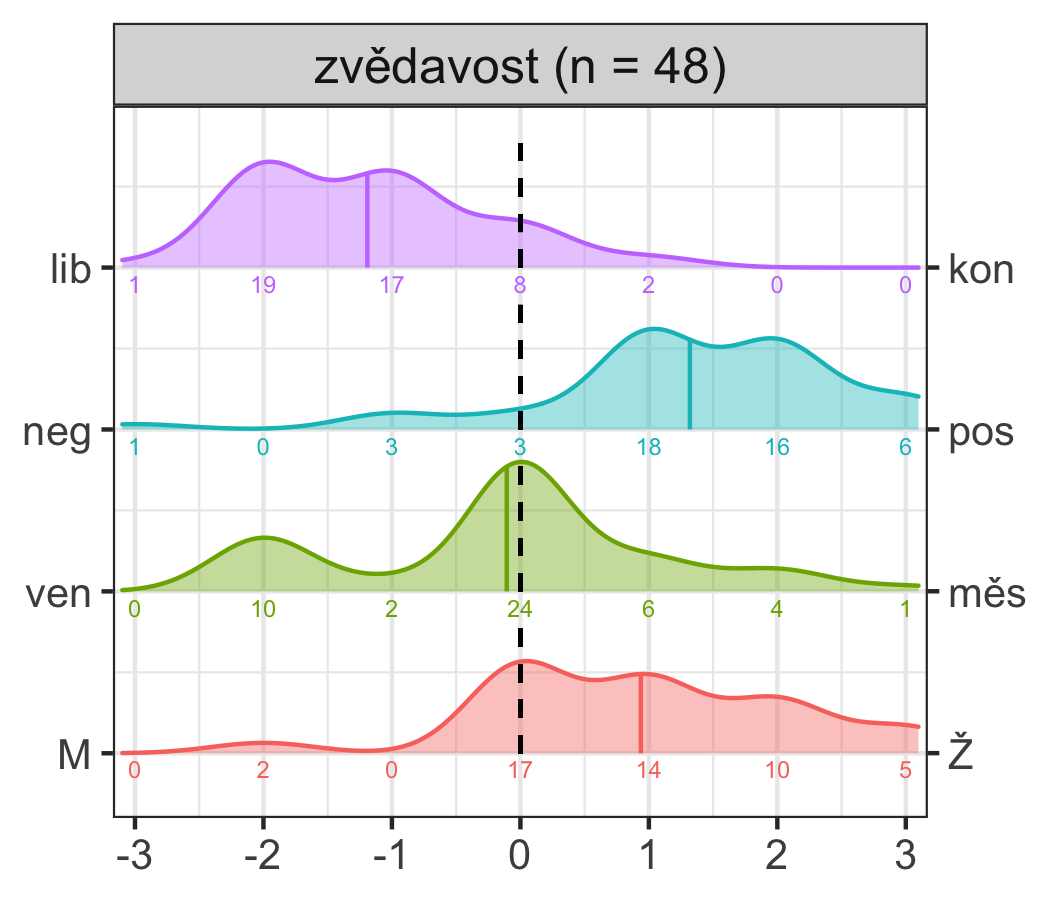 zvědavost (n = 48)
lib kon
1 19 17 8 2 0 0
neg pos
1 0 3 3 18 16 6
ven měs
0 10 2 24 6 4 1
M Ž
0 2 0 17 14 10 5
-3 -2 -1 0 1 2 3